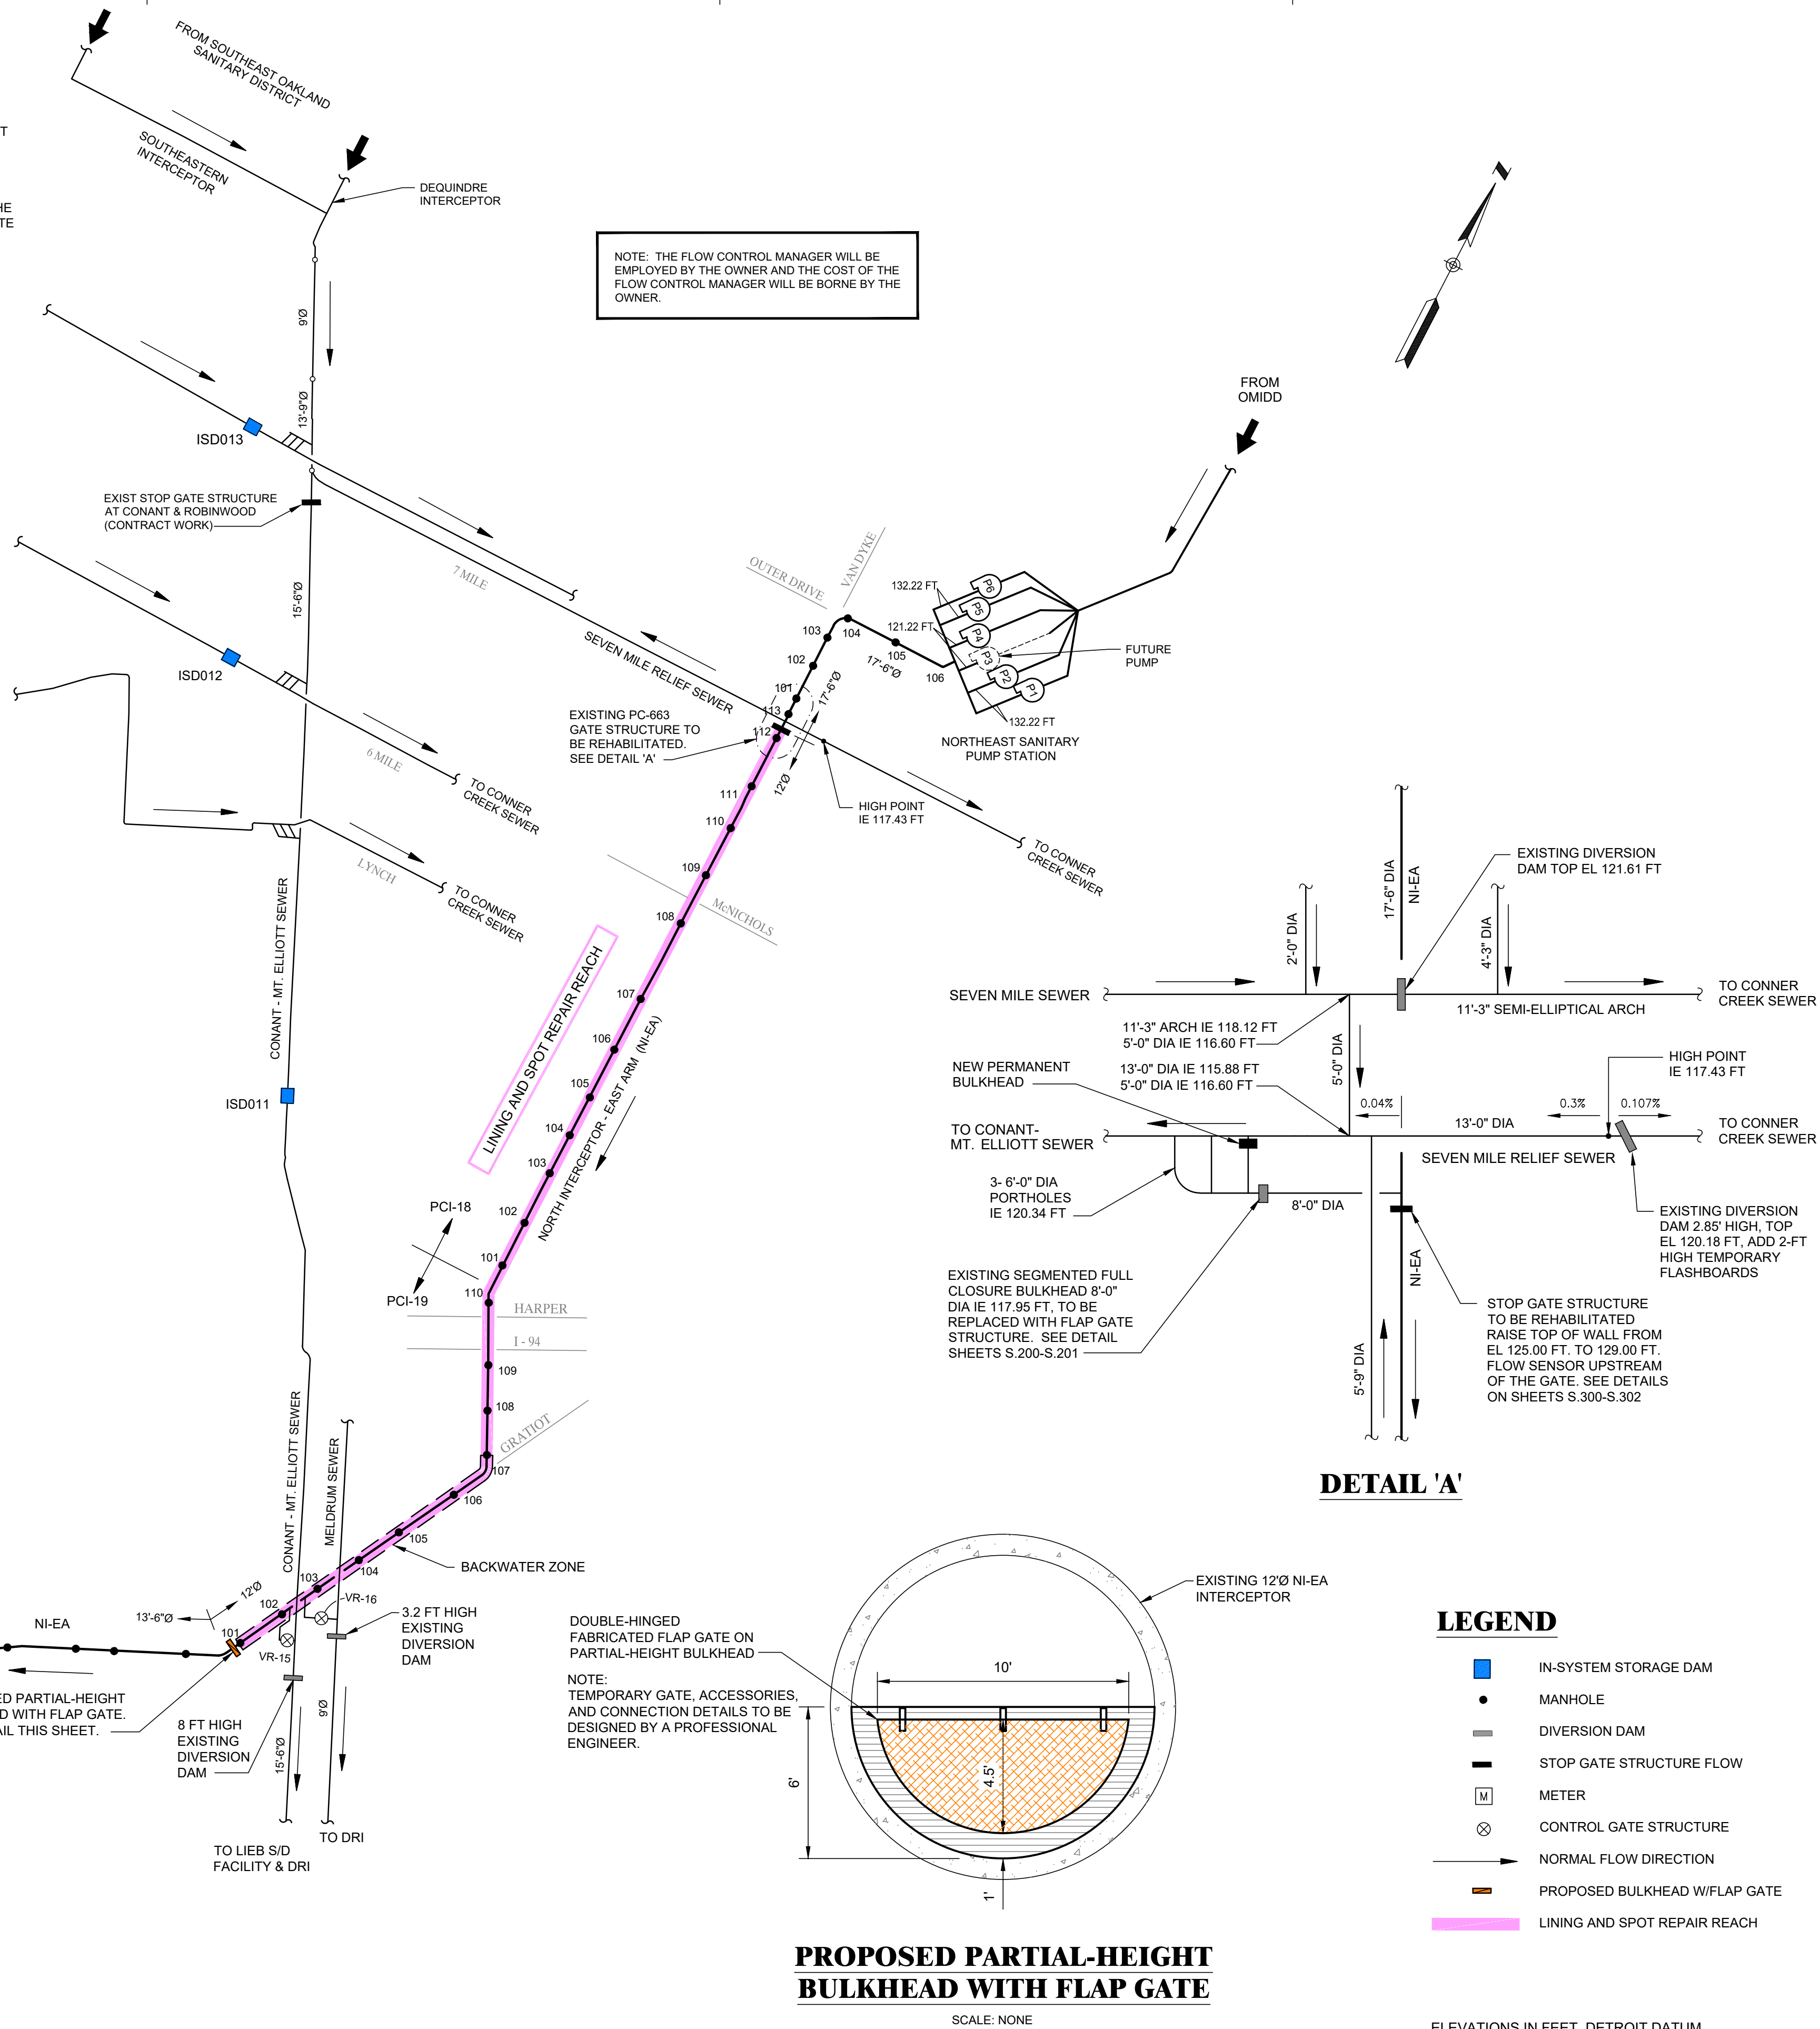 FROM SOUTHEAST OAKLAND
SANITARY DISTRICT
SOUTHEASTERN
INTERCEPTOR
DEQUINDRE
INTERCEPTOR
NOTE: THE FLOW CONTROL MANAGER WILL BE
EMPLOYED BY THE OWNER AND THE COST OF THE
FLOW CONTROL MANAGER WILL BE BORNE BY THE
OWNER.
N
9'Ø
13'-9"Ø
ISD013
EXIST STOP GATE STRUCTURE
AT CONANT & ROBINWOOD
(CONTRACT WORK)
15'-6"Ø
7 MILE
SEVEN MILE RELIEF SEWER
ISD012
6 MILE
TO CONNER
CREEK SEWER
LYNCH
TO CONNER
CREEK SEWER
FROM
OMIDD
OUTER DRIVE
VAN DYKE
132.22 FT
121.22 FT
P6
P5
P4
P3
P2
P1
FUTURE
PUMP
132.22 FT
NORTHEAST SANITARY
PUMP STATION
103
104
105
17'-6"Ø
106
102
101
17'-6"Ø
113
112
12'Ø
EXISTING PC-663
GATE STRUCTURE TO
BE REHABILITATED.
SEE DETAIL 'A'
HIGH POINT
IE 117.43 FT
TO CONNER
CREEK SEWER
111
110
109
McNICHOLS
108
107
106
105
104
103
102
101
LINING AND SPOT REPAIR REACH
NORTH INTERCEPTOR - EAST ARM (NI-EA)
CONANT - MT. ELLIOTT SEWER
ISD011
PCI-18
PCI-19
110
HARPER
I - 94
109
108
GRATIOT
107
106
105
104
103
102
101
BACKWATER ZONE
CONANT - MT. ELLIOTT SEWER
MELDRUM SEWER
12'Ø
13'-6"Ø
NI-EA
VR-16
VR-15
3.2 FT HIGH
EXISTING
DIVERSION
DAM
ED PARTIAL-HEIGHT
D WITH FLAP GATE.
AIL THIS SHEET.
8 FT HIGH
EXISTING
DIVERSION
DAM
15'-6"Ø
9'Ø
TO DRI
TO LIEB S/D
FACILITY & DRI
17'-6" DIA
NI-EA
EXISTING DIVERSION
DAM TOP EL 121.61 FT
2'-0" DIA
4'-3" DIA
SEVEN MILE SEWER
TO CONNER
CREEK SEWER
11'-3" SEMI-ELLIPTICAL ARCH
11'-3" ARCH IE 118.12 FT
5'-0" DIA IE 116.60 FT
5'-0" DIA
NEW PERMANENT
BULKHEAD
13'-0" DIA IE 115.88 FT
5'-0" DIA IE 116.60 FT
HIGH POINT
IE 117.43 FT
0.04%
0.3%
0.107%
TO CONANT-
MT. ELLIOTT SEWER
13'-0" DIA
TO CONNER
CREEK SEWER
SEVEN MILE RELIEF SEWER
3- 6'-0" DIA
PORTHOLES
IE 120.34 FT
8'-0" DIA
EXISTING DIVERSION
DAM 2.85' HIGH, TOP
EL 120.18 FT, ADD 2-FT
HIGH TEMPORARY
FLASHBOARDS
NI-EA
EXISTING SEGMENTED FULL
CLOSURE BULKHEAD 8'-0"
DIA IE 117.95 FT, TO BE
REPLACED WITH FLAP GATE
STRUCTURE. SEE DETAIL
SHEETS S.200-S.201
STOP GATE STRUCTURE
TO BE REHABILITATED
RAISE TOP OF WALL FROM
EL 125.00 FT. TO 129.00 FT.
FLOW SENSOR UPSTREAM
OF THE GATE. SEE DETAILS
ON SHEETS S.300-S.302
5'-9" DIA
DETAIL 'A'
EXISTING 12'Ø NI-EA
INTERCEPTOR
DOUBLE-HINGED
FABRICATED FLAP GATE ON
PARTIAL-HEIGHT BULKHEAD
NOTE:
TEMPORARY GATE, ACCESSORIES,
AND CONNECTION DETAILS TO BE
DESIGNED BY A PROFESSIONAL
ENGINEER.
10'
6'
4.5'
1'
PROPOSED PARTIAL-HEIGHT
BULKHEAD WITH FLAP GATE
SCALE: NONE
LEGEND
IN-SYSTEM STORAGE DAM
MANHOLE
DIVERSION DAM
STOP GATE STRUCTURE FLOW
M METER
CONTROL GATE STRUCTURE
NORMAL FLOW DIRECTION
PROPOSED BULKHEAD W/FLAP GATE
LINING AND SPOT REPAIR REACH
ELEVATIONS IN FEET, DETROIT DATUM